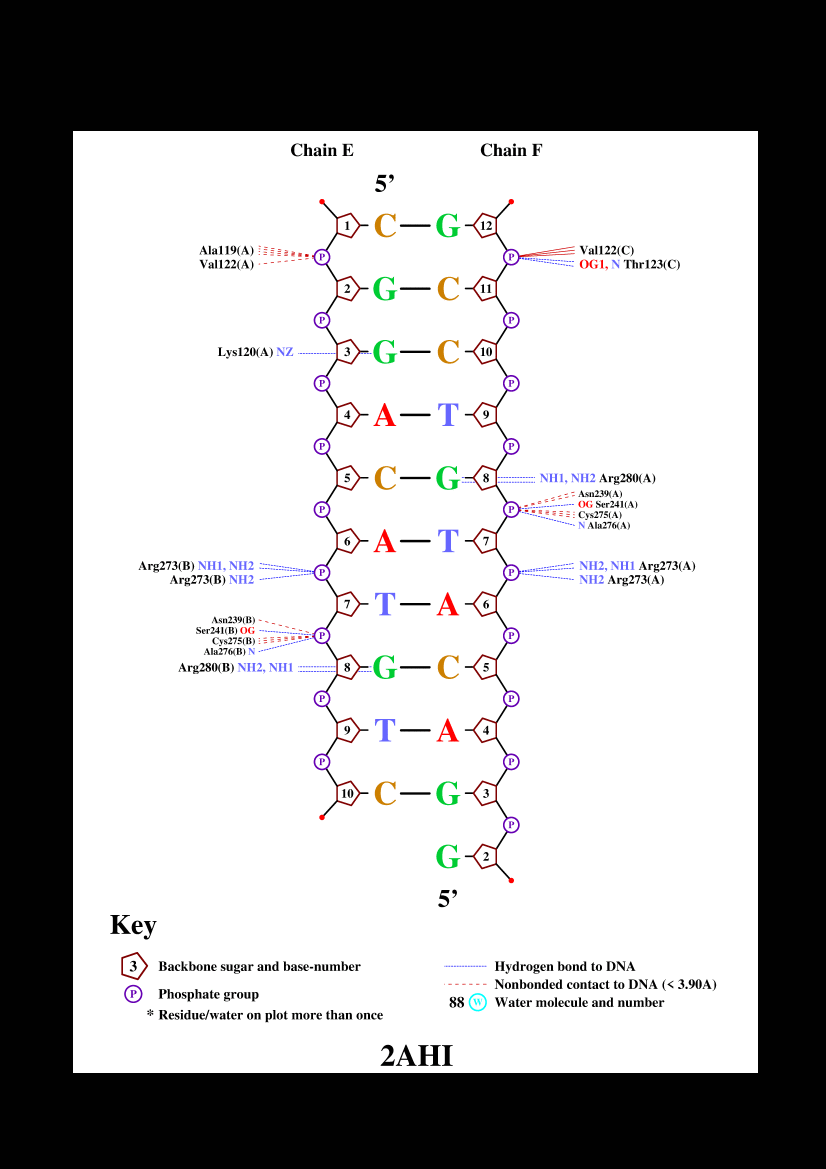 Chain E Chain F
5’
1 C G 12
Ala119(A) P P Val122(C)
Val122(A) OG1, N Thr123(C)
2 G C 11
P P
Lys120(A) NZ 3 G C 10
P P
4 A T 9
P P
5 C G 8 NH1, NH2 Arg280(A)
Asn239(A)
P P OG Ser241(A)
Cys275(A)
N Ala276(A)
6 A T 7
Arg273(B) NH1, NH2 P P NH2, NH1 Arg273(A)
Arg273(B) NH2 NH2 Arg273(A)
7 T A 6
Asn239(B)
Ser241(B) OG P P
Cys275(B)
Ala276(B) N
Arg280(B) NH2, NH1 8 G C 5
P P
9 T A 4
P P
10 C G 3
P
G 2
5’
Key
3 Backbone sugar and base-number Hydrogen bond to DNA
Nonbonded contact to DNA (< 3.90A)
P Phosphate group 88 W Water molecule and number
* Residue/water on plot more than once
2AHI